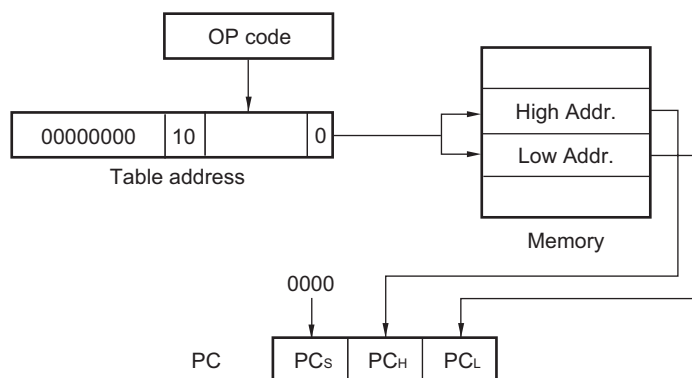 OP code
00000000 10 0
Table address
High Addr.
Low Addr.
Memory
0000
PC PCS PCH PCL